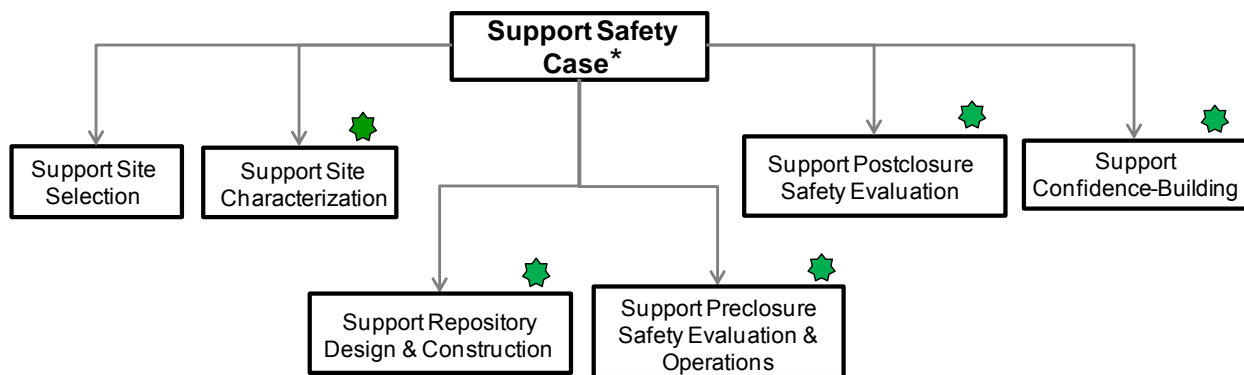 Support Safety
Case*
Support Site
Selection
Support Site
Characterization
Support Postclosure
Safety Evaluation
Support
Confidence-Building
Support Repository
Design & Construction
Support Preclosure
Safety Evaluation &
Operations